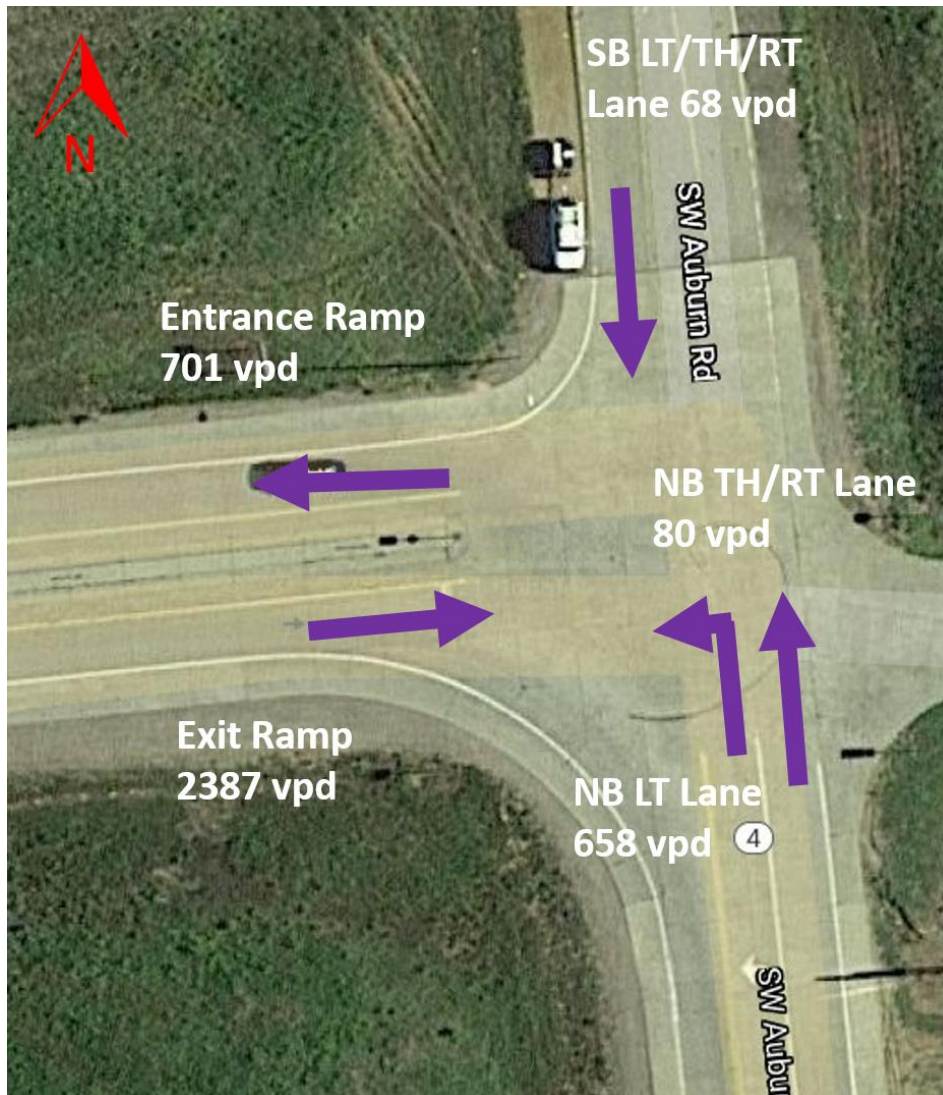 SB LT/TH/RT
Lane 68 vpd
N
SW Auburn Rd
Entrance Ramp
701 vpd
NB TH/RT Lane
80 vpd
Exit Ramp
2387 vpd
NB LT Lane
658 vpd
4
SW Aubu